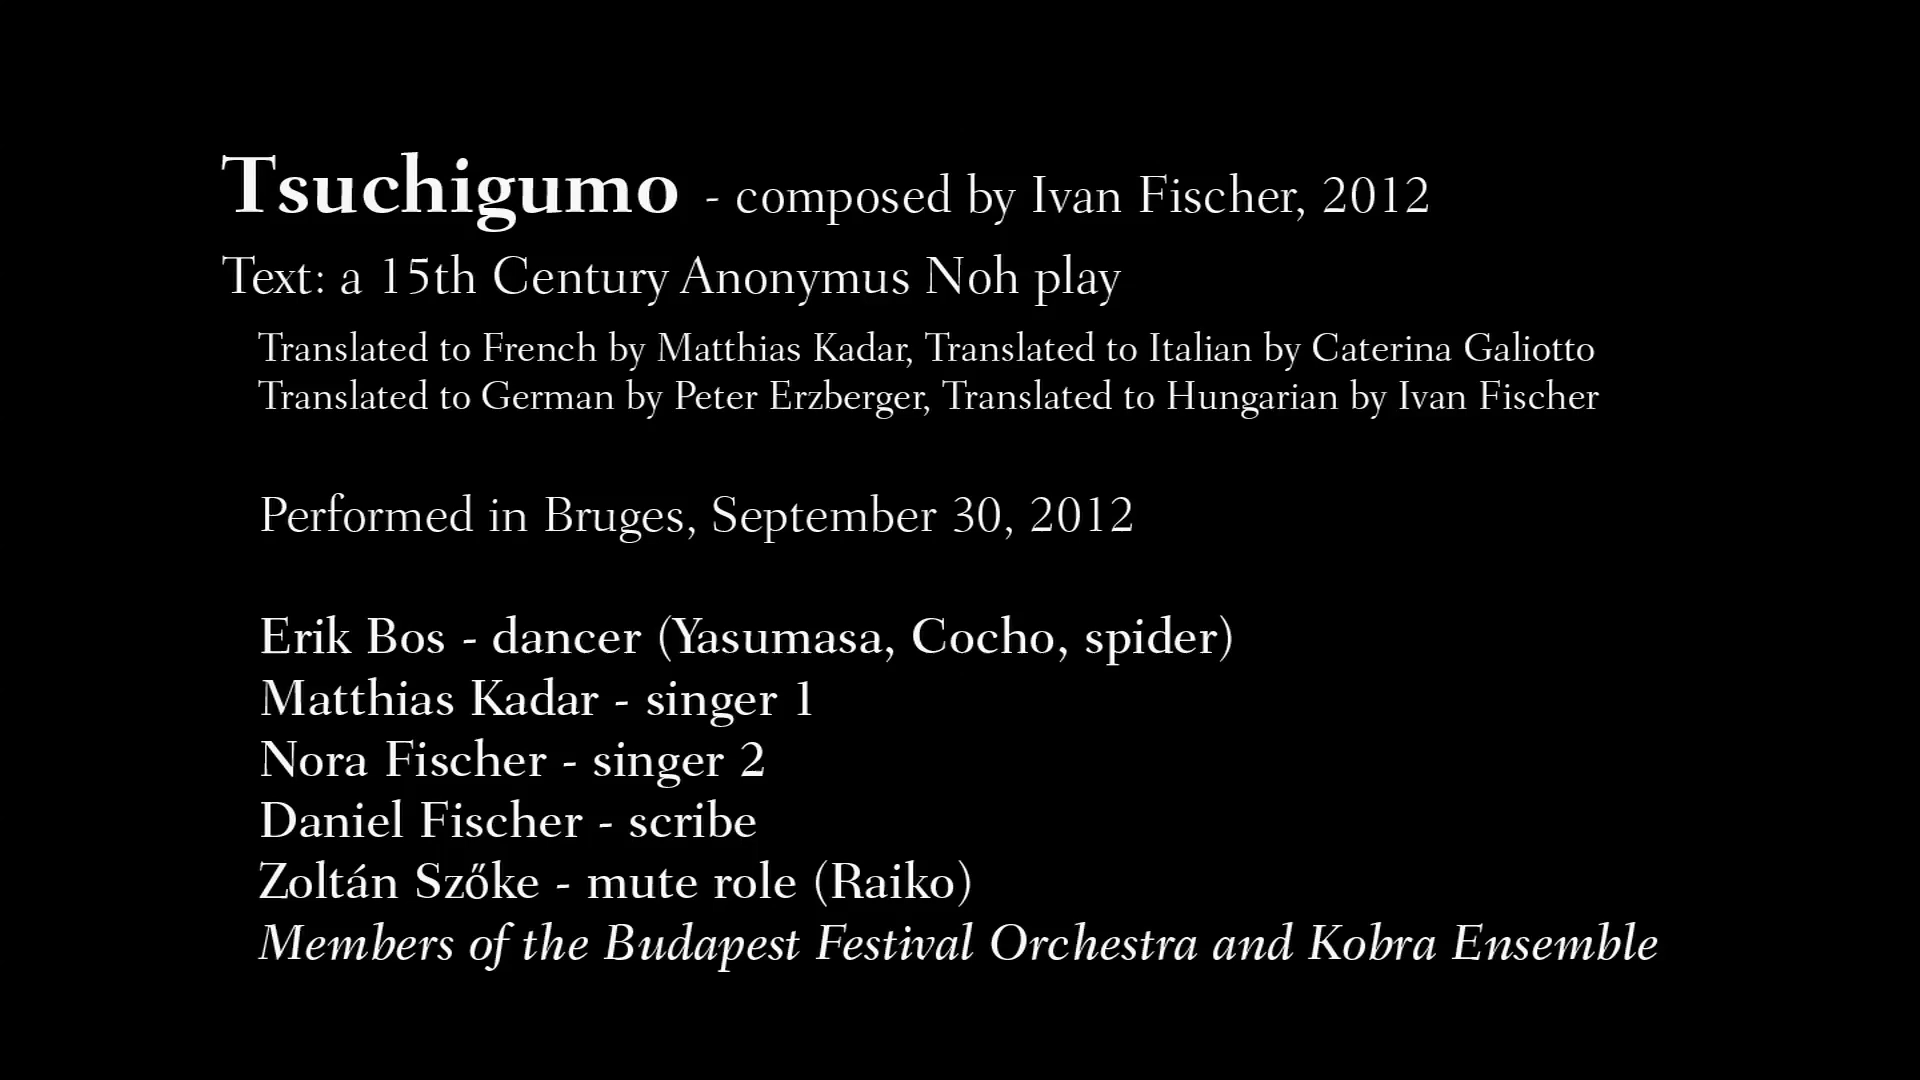 Tsuchigumo - composed by Ivan Fischer, 2012
Text: a 15th Century Anonymus Noh play
Translated to French by Matthias Kadar, Translated to Italian by Caterina Galiotto
Translated to German by Peter Erzberger, Translated to Hungarian by Ivan Fischer
Performed in Bruges, September 30, 2012
Erik Bos - dancer (Yasumasa, Cocho, spider)
Matthias Kadar - singer 1
Nora Fischer - singer 2
Daniel Fischer - scribe
Zoltán Szőke - mute role (Raiko)
Members of the Budapest Festival Orchestra and Kobra Ensemble